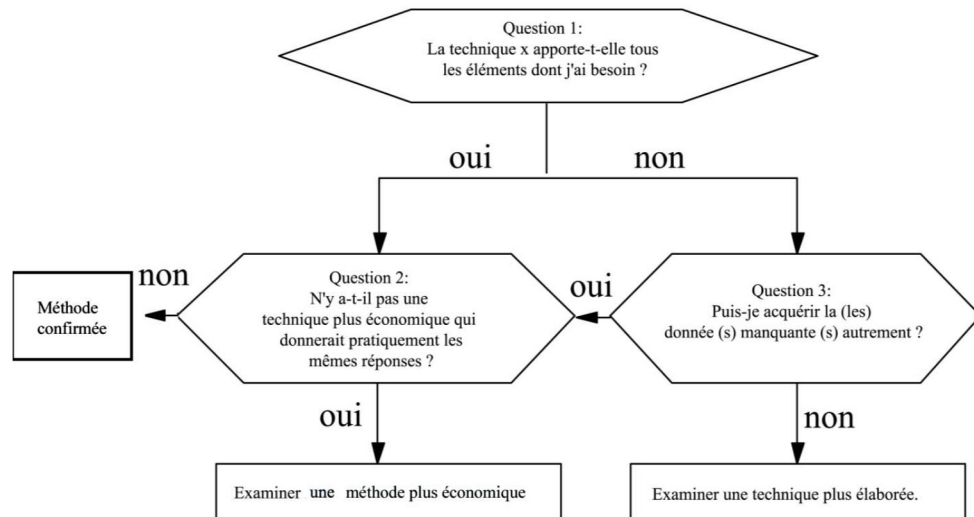 Question 1:
La technique x apporte-t-elle tous
les éléments dont j'ai besoin ?
oui
non
non
Méthode
confirmée
Question 2:
N'y a-t-il pas une
technique plus économique qui
donnerait pratiquement les
mêmes réponses ?
oui
Question 3:
Puis-je acquérir la (les)
donnée (s) manquante (s) autrement ?
oui
non
Examiner une méthode plus économique
Examiner une technique plus élaborée.